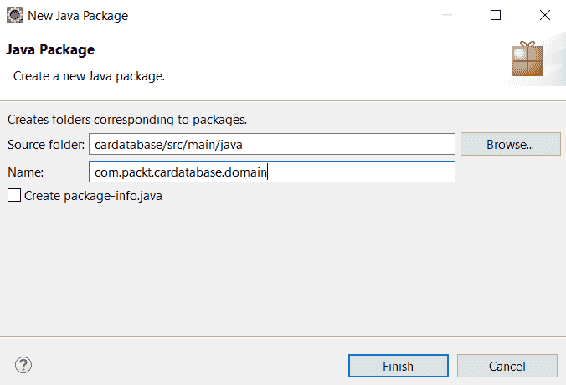 New Java Package
Java Package
Create a new Java package.
Creates folders corresponding to packages.
Source folder: cardatabase/src/main/java Browse...
Name: com.packt.cardatabase.domain
Create package-info.java
? Finish Cancel